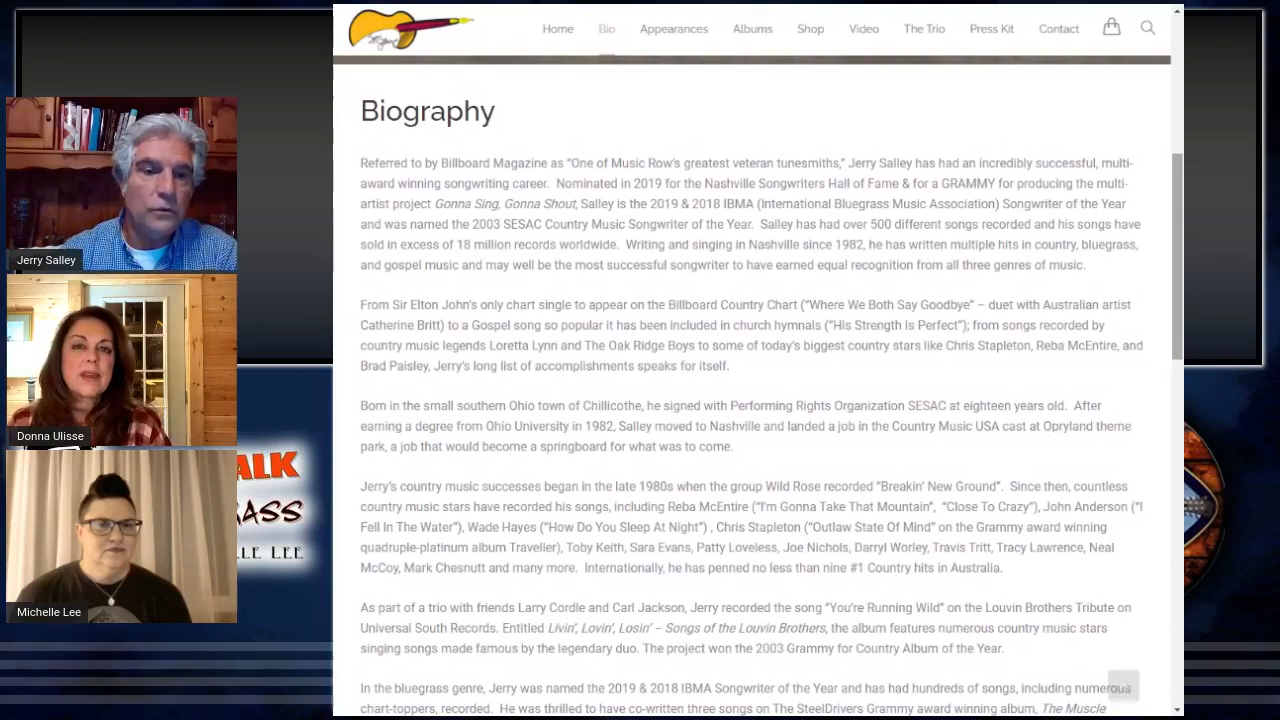 Home Bio Appearances Albums Shop Video The Trio Press Kit Contact
Biography
Referred to by Billboard Magazine as “One of Music Row's greatest veteran tunesmiths,” Jerry Salley has had an incredibly successful, multi-
award winning songwriting career. Nominated in 2019 for the Nashville Songwriters Hall of Fame & for a GRAMMY for producing the multi-
artist project Gonna Sing, Gonna Shout, Salley is the 2019 & 2018 IBMA (International Bluegrass Music Association) Songwriter of the Year
and was named the 2003 SESAC Country Music Songwriter of the Year. Salley has had over 500 different songs recorded and his songs have
sold in excess of 18 million records worldwide. Writing and singing in Nashville since 1982, he has written multiple hits in country, bluegrass,
and gospel music and may well be the most successful songwriter to have earned equal recognition from all three genres of music.
From Sir Elton John's only chart single to appear on the Billboard Country Chart (“Where We Both Say Goodbye” – duet with Australian artist
Catherine Britt) to a Gospel song so popular it has been included in church hymnals (“His Strength Is Perfect”); from songs recorded by
country music legends Loretta Lynn and The Oak Ridge Boys to some of today's biggest country stars like Chris Stapleton, Reba McEntire, and
Brad Paisley, Jerry's long list of accomplishments speaks for itself.
Born in the small southern Ohio town of Chillicothe, he signed with Performing Rights Organization SESAC at eighteen years old. After
earning a degree from Ohio University in 1982, Salley moved to Nashville and landed a job in the Country Music USA cast at Opryland theme
park, a job that would become a springboard for what was to come.
Jerry's country music successes began in the late 1980s when the group Wild Rose recorded “Breakin' New Ground”. Since then, countless
country music stars have recorded his songs, including Reba McEntire (“I'm Gonna Take That Mountain”, “Close To Crazy”), John Anderson (“I
Fell In The Water”), Wade Hayes (“How Do You Sleep At Night”) , Chris Stapleton (“Outlaw State Of Mind” on the Grammy award winning
quadruple-platinum album Traveller), Toby Keith, Sara Evans, Patty Loveless, Joe Nichols, Darryl Worley, Travis Tritt, Tracy Lawrence, Neal
McCoy, Mark Chesnutt and many more. Internationally, he has penned no less than nine #1 Country hits in Australia.
As part of a trio with friends Larry Cordle and Carl Jackson, Jerry recorded the song “You're Running Wild” on the Louvin Brothers Tribute on
Universal South Records. Entitled Livin', Lovin', Losin' – Songs of the Louvin Brothers, the album features numerous country music stars
singing songs made famous by the legendary duo. The project won the 2003 Grammy for Country Album of the Year.
In the bluegrass genre, Jerry was named the 2019 & 2018 IBMA Songwriter of the Year and has had hundreds of songs, including numerous
chart-toppers, recorded. He was thrilled to have co-written three songs on The SteelDrivers Grammy award winning album, The Muscle
Jerry Salley
Donna Ulisse
Michelle Lee
ALK
RASS
LLE LEE